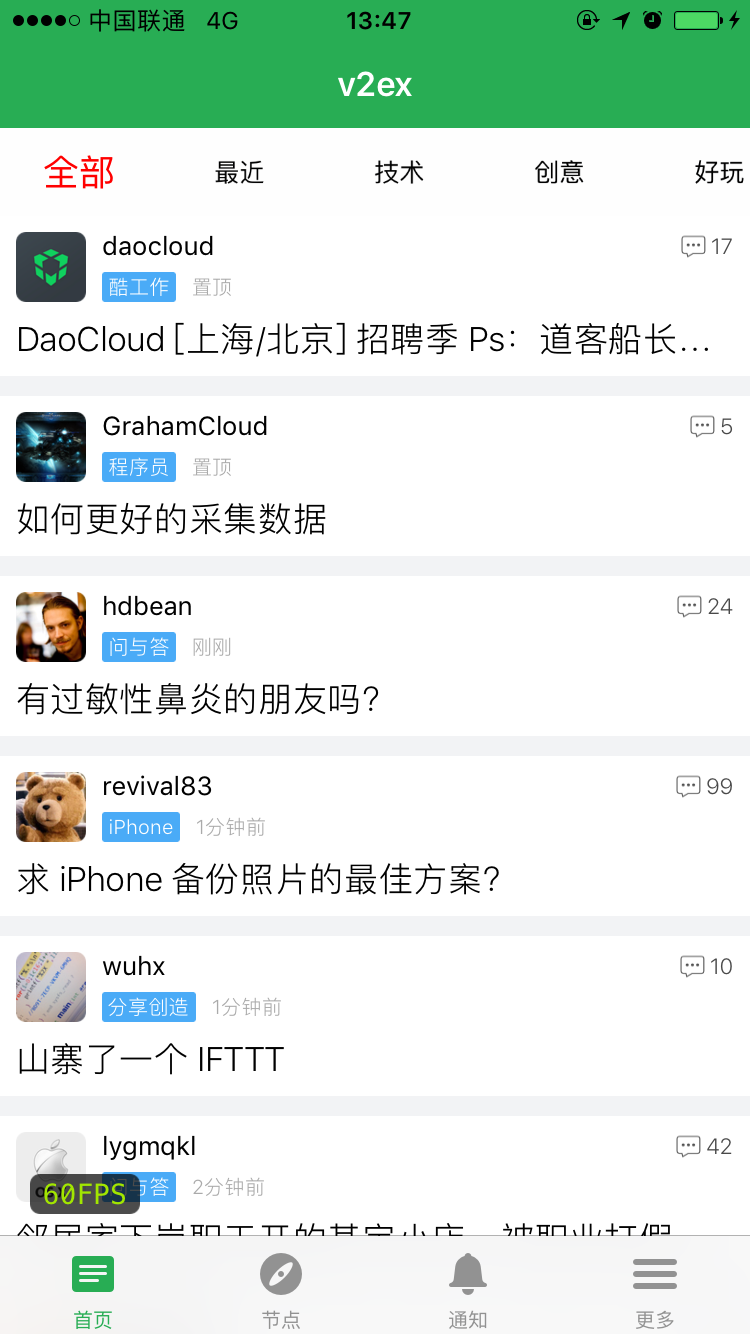 中国联通 4G 13:47
v2ex
全部 最近 技术 创意 好玩
daocloud 17
酷工作 置顶
DaoCloud [上海/北京] 招聘季 Ps：道客船长…
GrahamCloud 5
程序员 置顶
如何更好的采集数据
hdbean 24
问与答 刚刚
有过敏性鼻炎的朋友吗？
revival83 99
iPhone 1分钟前
求 iPhone 备份照片的最佳方案？
wuhx 10
分享创造 1分钟前
山寨了一个 IFTTT
lygmqkl 42
60FPS 与答 2分钟前
首页 节点 通知 更多